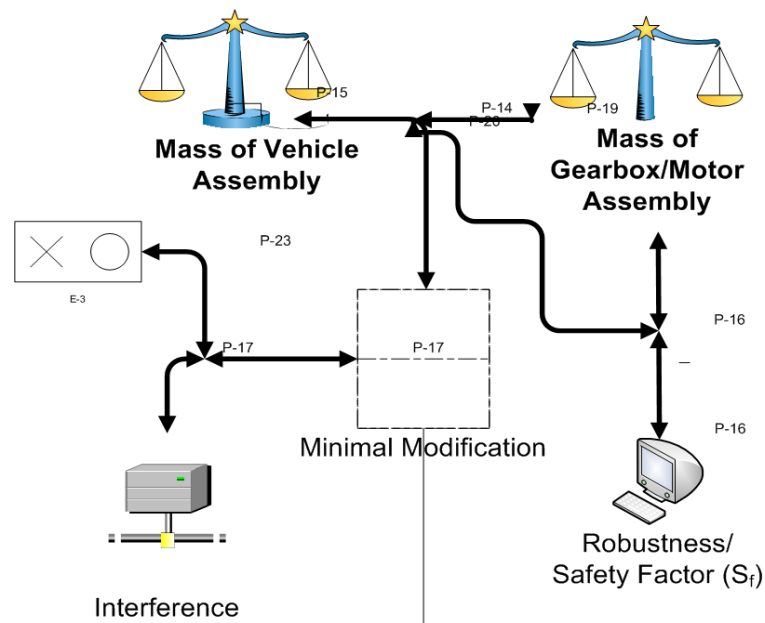 P-15
P-14
P-19
P-20
Mass of Vehicle
Assembly
Mass of
Gearbox/Motor
Assembly
P-23
E-3
P-16
P-17
P-17
P-16
Minimal Modification
Robustness/
Safety Factor (Sf)
Interference